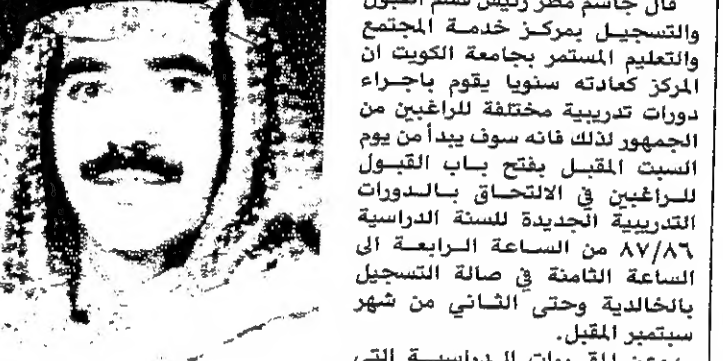 قال جاسم مطر رئيس قسم القبول
والتسجيل بمركز خدمة المجتمع
والتعليم المستمر بجامعة الكويت ان
المركز كعادته سنويا يقوم باجراء
دورات تدريبية مختلفة للراغبين من
الجمهور لذلك فانه سوف يبدأ من يوم
السبت المقبل بفتح باب القبول
للراغبين في الالتحاق بالدورات
التدريبية الجديدة للسنة الدراسية
٨٧/٨٦ من الساعة الرابعة الى
الساعة الثامنة في صالة التسجيل
بالخالدية وحتى الثاني من شهر
سبتمبر المقبل.
الدراسية التي